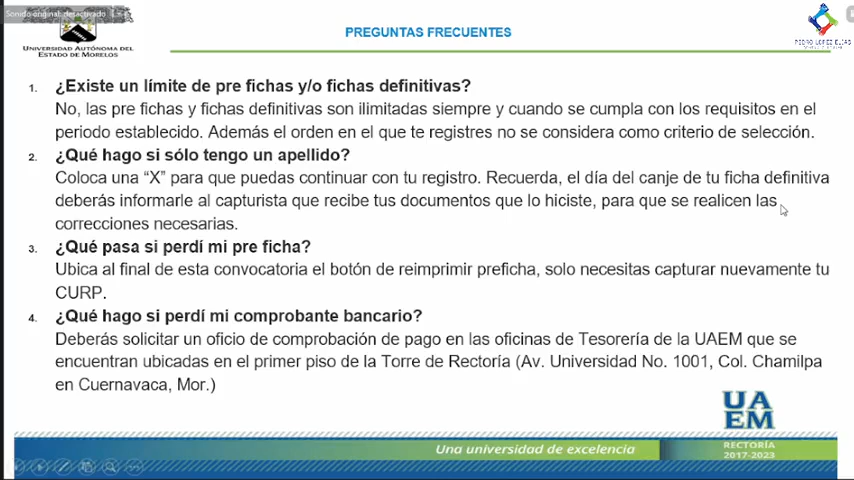 Sonido original: desactivado
UNIVERSIDAD AUTÓNOMA DEL
ESTADO DE MORELOS
PREGUNTAS FRECUENTES
PEDRO LÓPEZ ELÍAS
1. ¿Existe un límite de pre fichas y/o fichas definitivas?
No, las pre fichas y fichas definitivas son ilimitadas siempre y cuando se cumpla con los requisitos en el
periodo establecido. Además el orden en el que te registres no se considera como criterio de selección.
2. ¿Qué hago si sólo tengo un apellido?
Coloca una “X” para que puedas continuar con tu registro. Recuerda, el día del canje de tu ficha definitiva
deberás informarle al capturista que recibe tus documentos que lo hiciste, para que se realicen las
correcciones necesarias.
3. ¿Qué pasa si perdí mi pre ficha?
Ubica al final de esta convocatoria el botón de reimprimir preficha, solo necesitas capturar nuevamente tu
CURP.
4. ¿Qué hago si perdí mi comprobante bancario?
Deberás solicitar un oficio de comprobación de pago en las oficinas de Tesorería de la UAEM que se
encuentran ubicadas en el primer piso de la Torre de Rectoría (Av. Universidad No. 1001, Col. Chamilpa
en Cuernavaca, Mor.)
UA
EM
Una universidad de excelencia
RECTORÍA
2017-2023